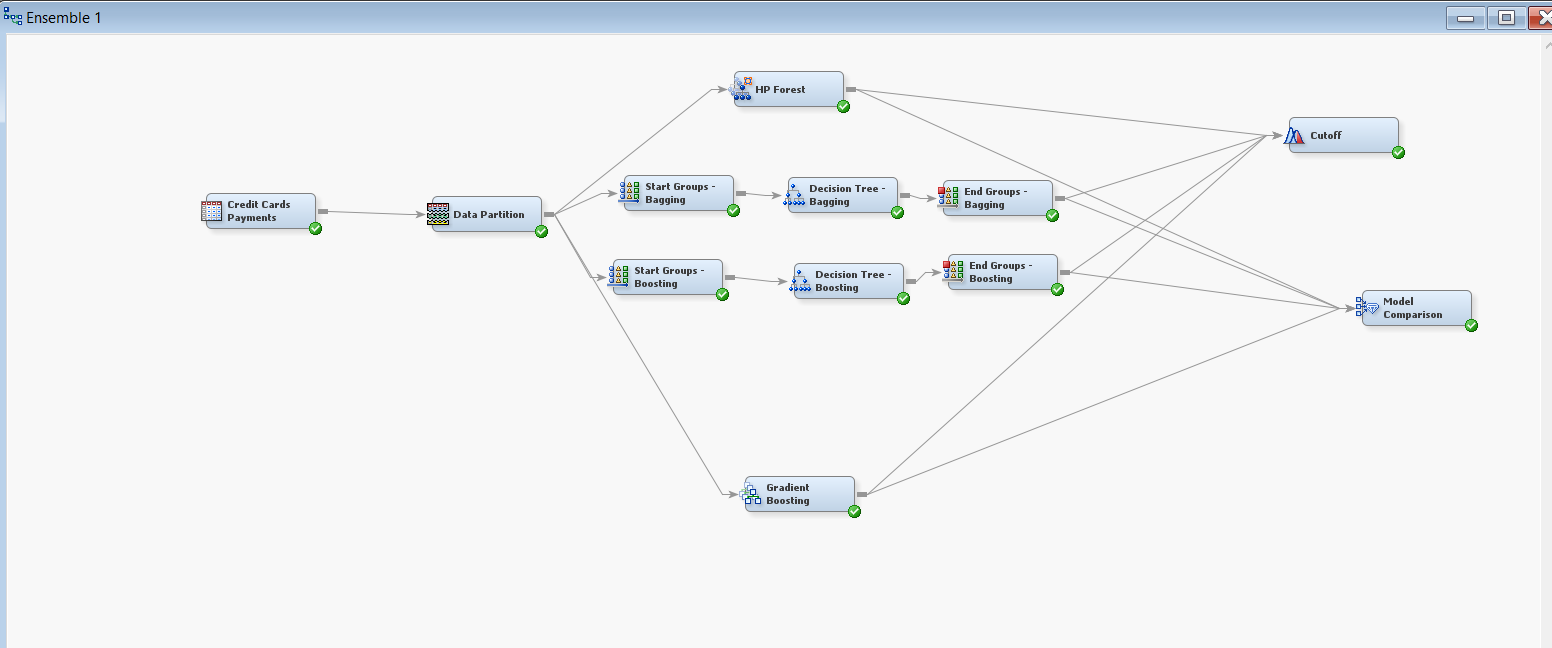 Ensemble 1
HP Forest
Cutoff
Start Groups -
Bagging
Decision Tree -
Bagging
End Groups -
Bagging
Credit Cards
Payments
Data Partition
Start Groups -
Boosting
Decision Tree -
Boosting
End Groups -
Boosting
Model
Comparison
Gradient
Boosting